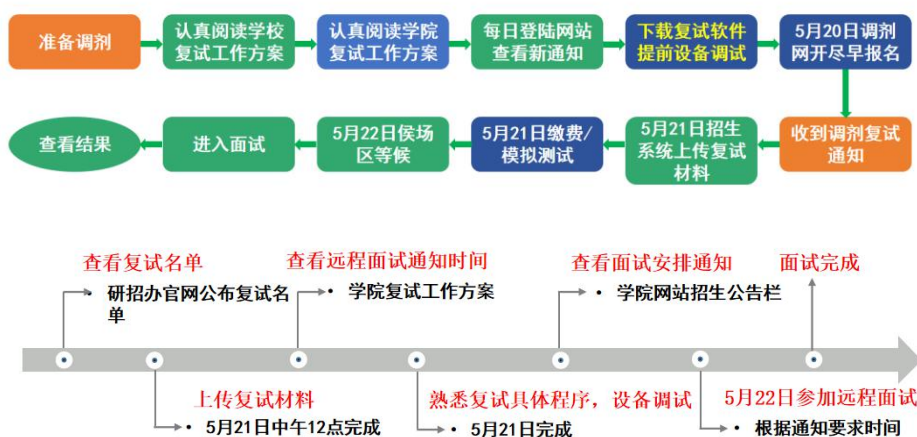 准备调剂
认真阅读学校
复试工作方案
认真阅读学院
复试工作方案
每日登陆网站
查看新通知
下载复试软件
提前设备调试
5月20日调剂
网开尽早报名
收到调剂复试
通知
5月21日招生
系统上传复试
材料
5月21日缴费/
模拟测试
5月22日侯场
区等候
进入面试
查看结果
查看复试名单
• 研招办官网公布复试名
单
查看远程面试通知时间
• 学院复试工作方案
查看面试安排通知
• 学院网站招生公告栏
面试完成
上传复试材料
• 5月21日中午12点完成
熟悉复试具体程序，设备调试
• 5月21日完成
5月22日参加远程面试
• 根据通知要求时间